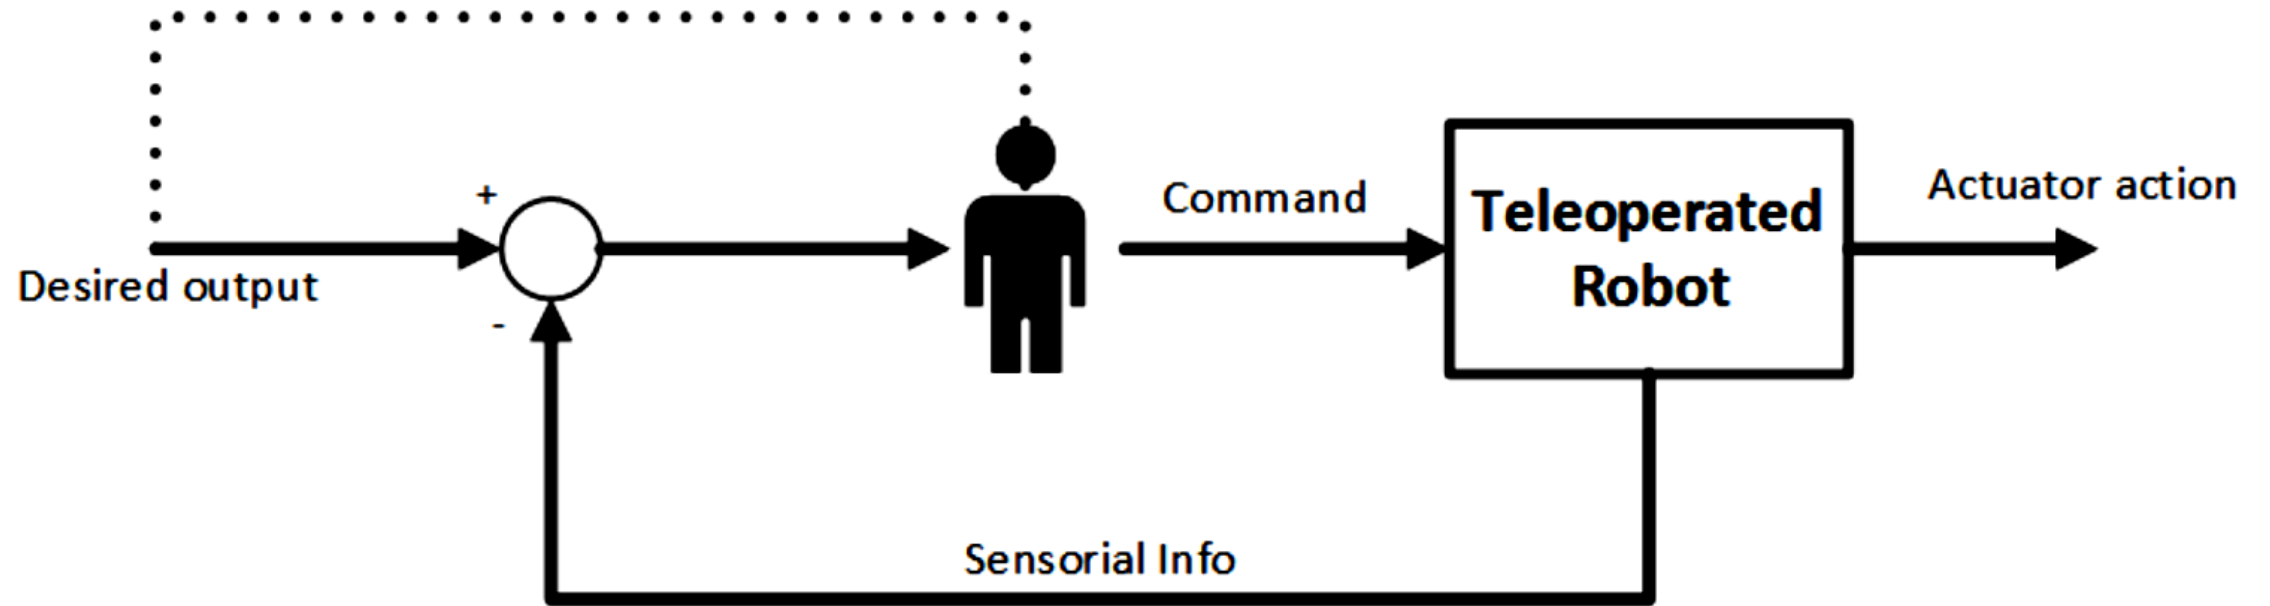 +
Command
Actuator action
Teleoperated
Robot
Desired output
-
Sensorial Info